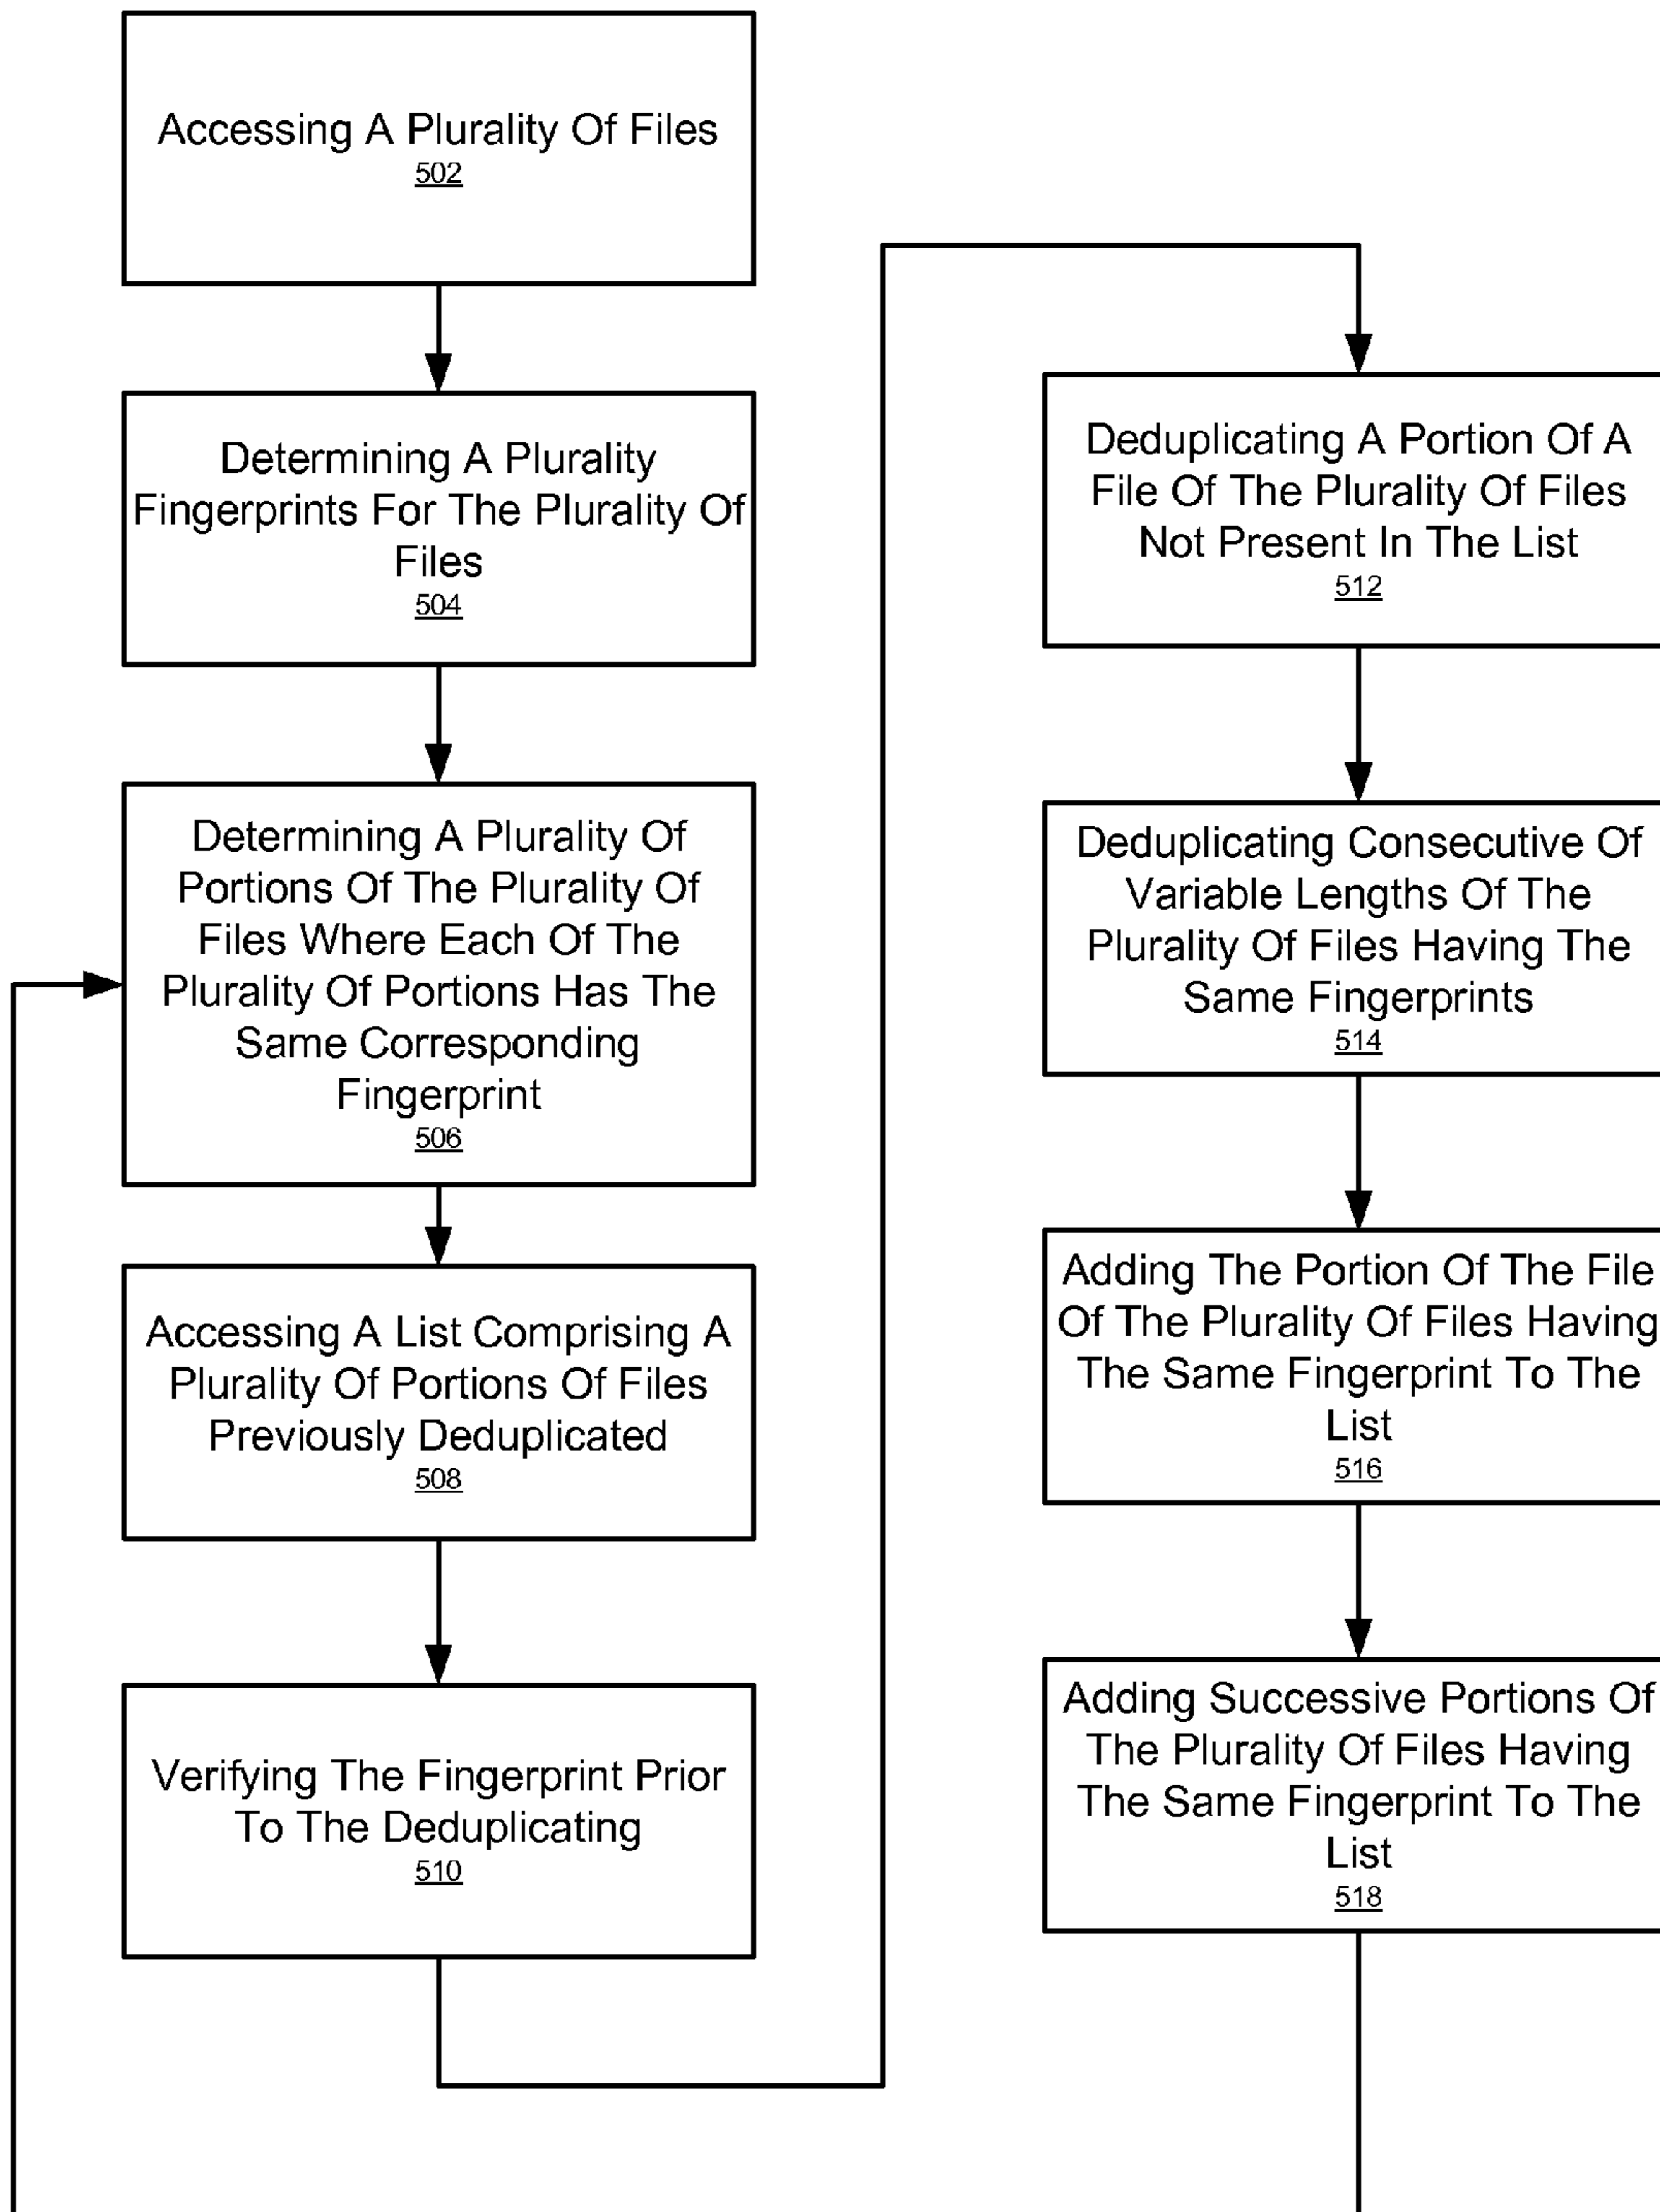 Accessing A Plurality Of Files
502
Determining A Plurality
Fingerprints For The Plurality Of
Files
504
Determining A Plurality Of
Portions Of The Plurality Of
Files Where Each Of The
Plurality Of Portions Has The
Same Corresponding
Fingerprint
506
Accessing A List Comprising A
Plurality Of Portions Of Files
Previously Deduplicated
508
Verifying The Fingerprint Prior
To The Deduplicating
510
Deduplicating A Portion Of A
File Of The Plurality Of Files
Not Present In The List
512
Deduplicating Consecutive Of
Variable Lengths Of The
Plurality Of Files Having The
Same Fingerprints
514
Adding The Portion Of The File
Of The Plurality Of Files Having
The Same Fingerprint To The
List
516
Adding Successive Portions Of
The Plurality Of Files Having
The Same Fingerprint To The
List
518